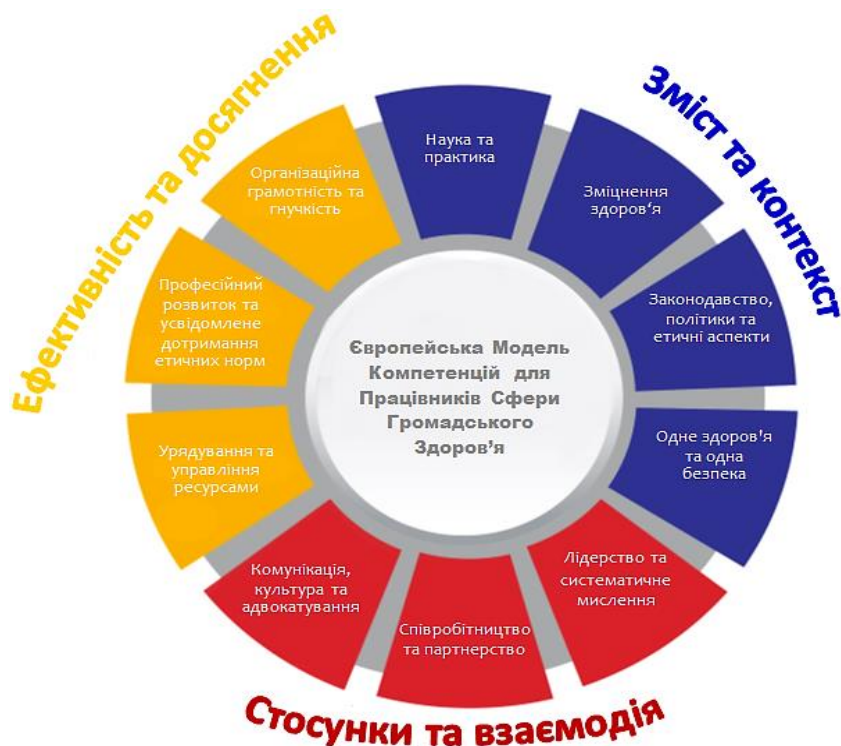 Ефективність та досягнення
Зміст та контекст
Наука та
практика
Зміцнення
здоров‘я
Законодавство,
політики та
етичні аспекти
Одне здоров'я
та одна
безпека
Лідерство та
систематичне
мислення
Співробітництво
та партнерство
Комунікація,
культура та
адвокатування
Урядування та
управління
ресурсами
Професійний
розвиток та
усвідомлене
дотримання
етичних норм
Організаційна
грамотність та
гнучкість
Європейська Модель
Компетенцій для
Працівників Сфери
Громадського
Здоров’я
Стосунки та взаємодія